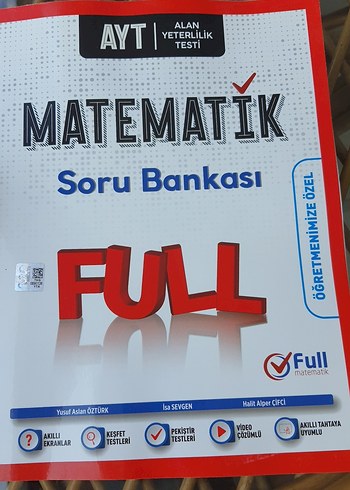 AYT
ALAN
YETERLİLİK
TESTİ
MATEMATİK
Soru Bankası
ÖĞRETMENİMİZE ÖZEL
FULL
Full
matematik
Yusuf Aslan ÖZTÜRK
İsa SEVGEN
Halit Alper ÇİFCİ
AKILLI
EKRANLAR
KEŞFET
TESTLERİ
PEKİŞTİR
TESTLERİ
VİDEO
ÇÖZÜMLÜ
AKILLI TAHTAYA
UYUMLU